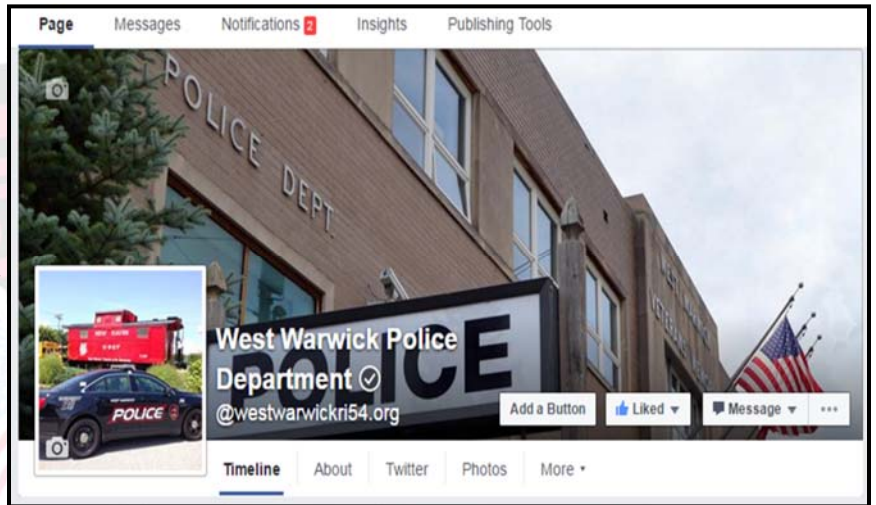 Page Messages Notifications 2 Insights Publishing Tools
POLICE DEPT.
POLICE
POLICE
West Warwick Police
Department
@westwarwickri54.org
Add a Button Liked Message ...
Timeline About Twitter Photos More